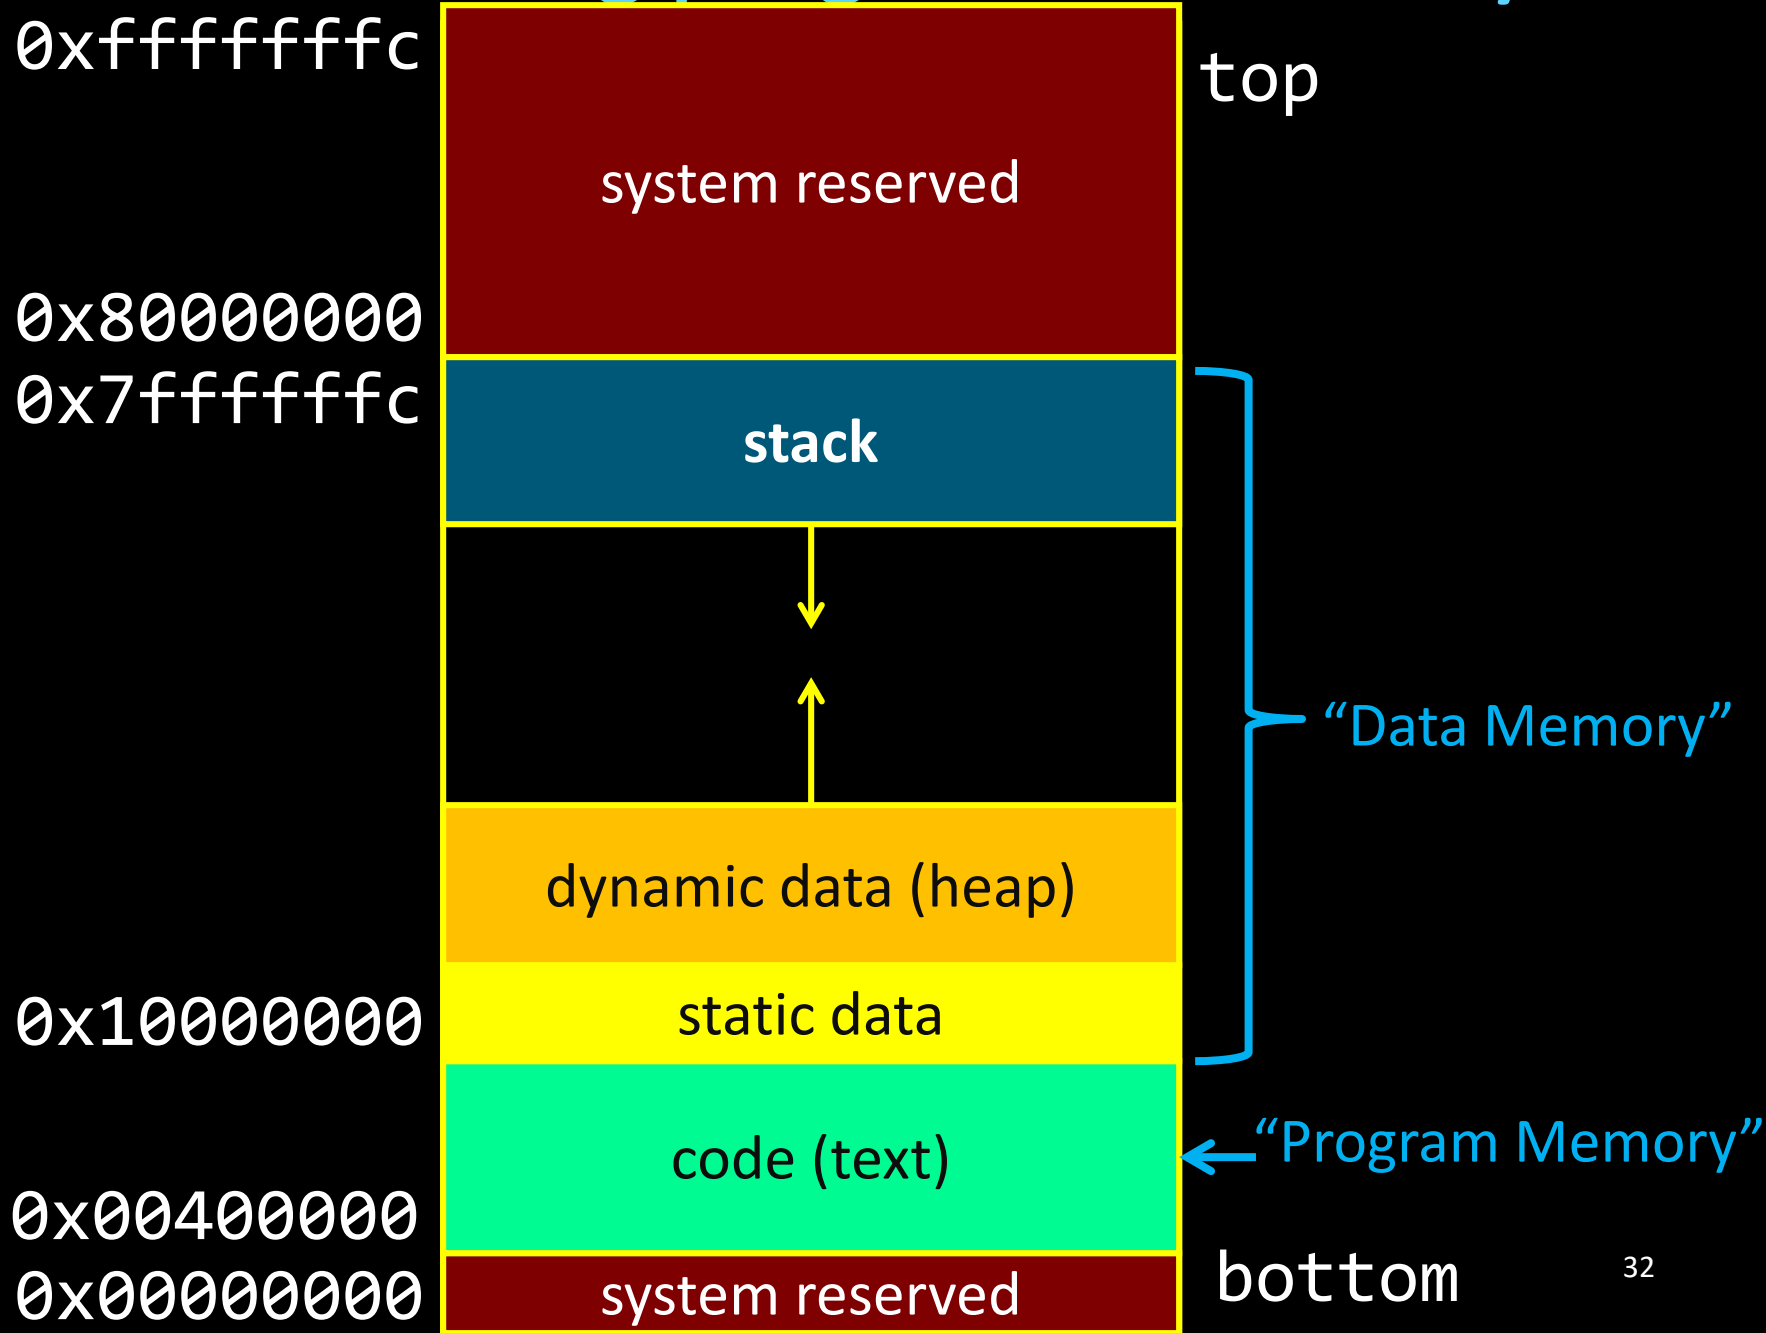 0xfffffffc
top
system reserved
0x80000000
0x7ffffffc
stack
“Data Memory”
dynamic data (heap)
0x10000000
static data
code (text)
“Program Memory”
0x00400000
bottom
32
0x00000000
system reserved